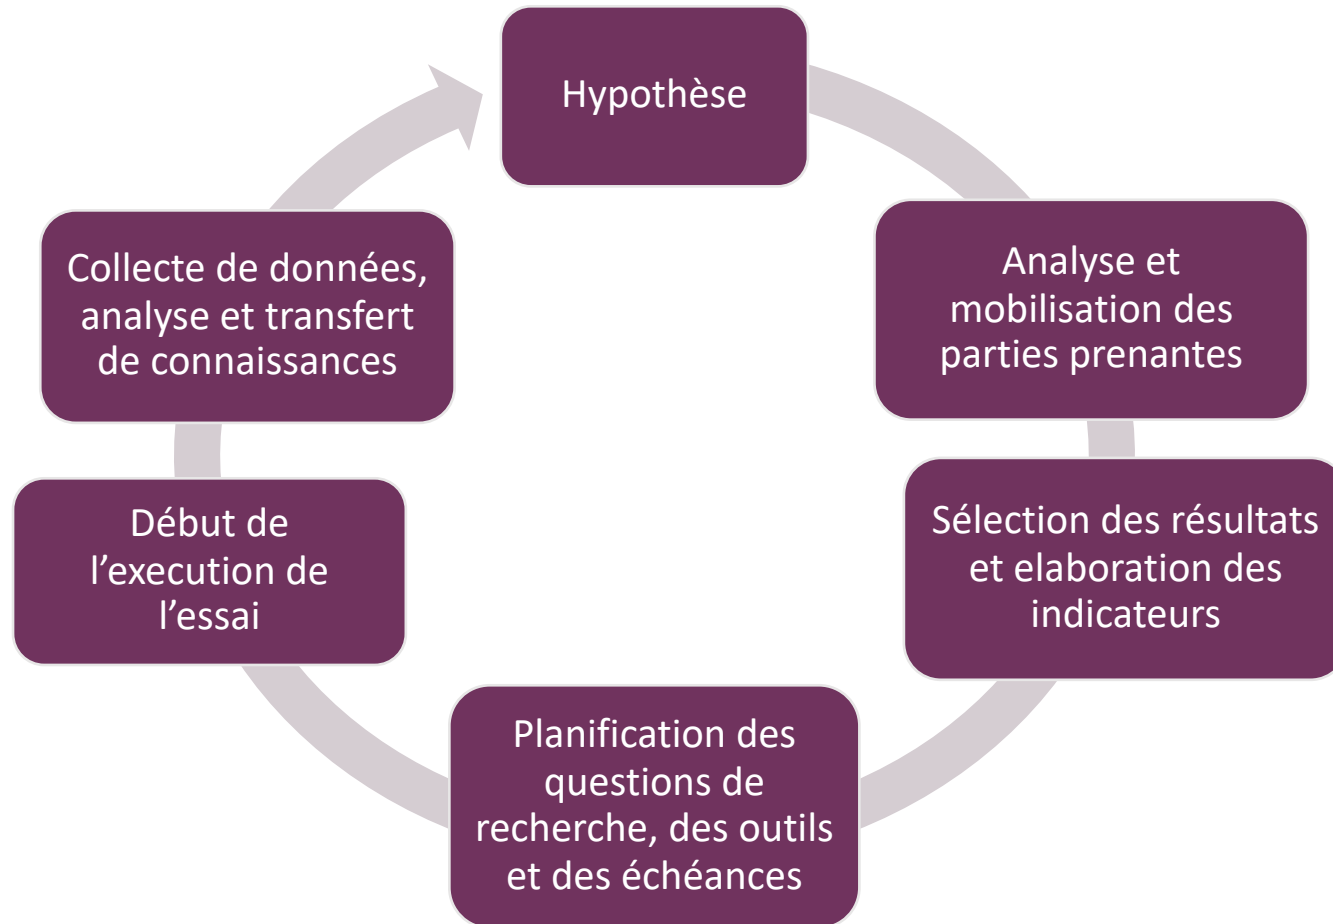 Hypothèse
Analyse et
mobilisation des
parties prenantes
Sélection des résultats
et elaboration des
indicateurs
Planification des
questions de
recherche, des outils
et des échéances
Début de
l’execution de
l’essai
Collecte de données,
analyse et transfert
de connaissances